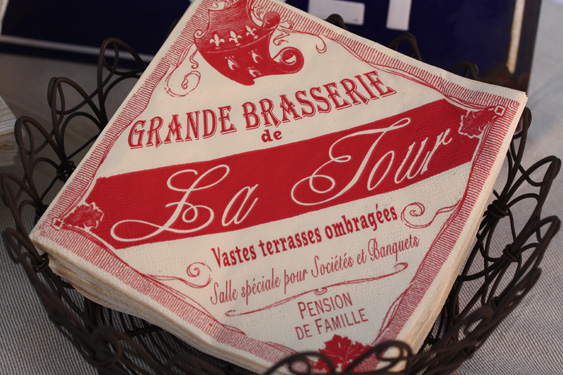 GRANDE BRASSERIE
de
La Tour
Vastes terrasses ombragées
Salle spéciale pour Sociétés et Banquets
PENSION
DE FAMILLE